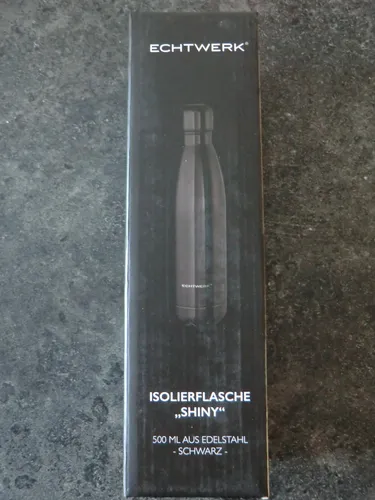 ECHTWERK®
ECHTWERK®
ISOLIERFLASCHE
„SHINY“
500 ML AUS EDELSTAHL
- SCHWARZ -